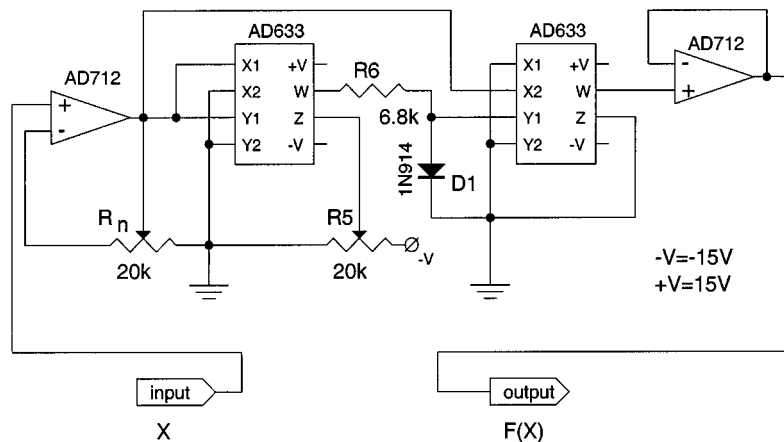 AD633
AD633
AD712
AD712
X1
+V
X2
W
Y1
Z
Y2
-V
R6
6.8k
X1
+V
X2
W
Y1
Z
Y2
-V
-
+
+
-
1N914
D1
Rn
20k
R5
20k
-V
-V=-15V
+V=15V
input
output
X
F(X)